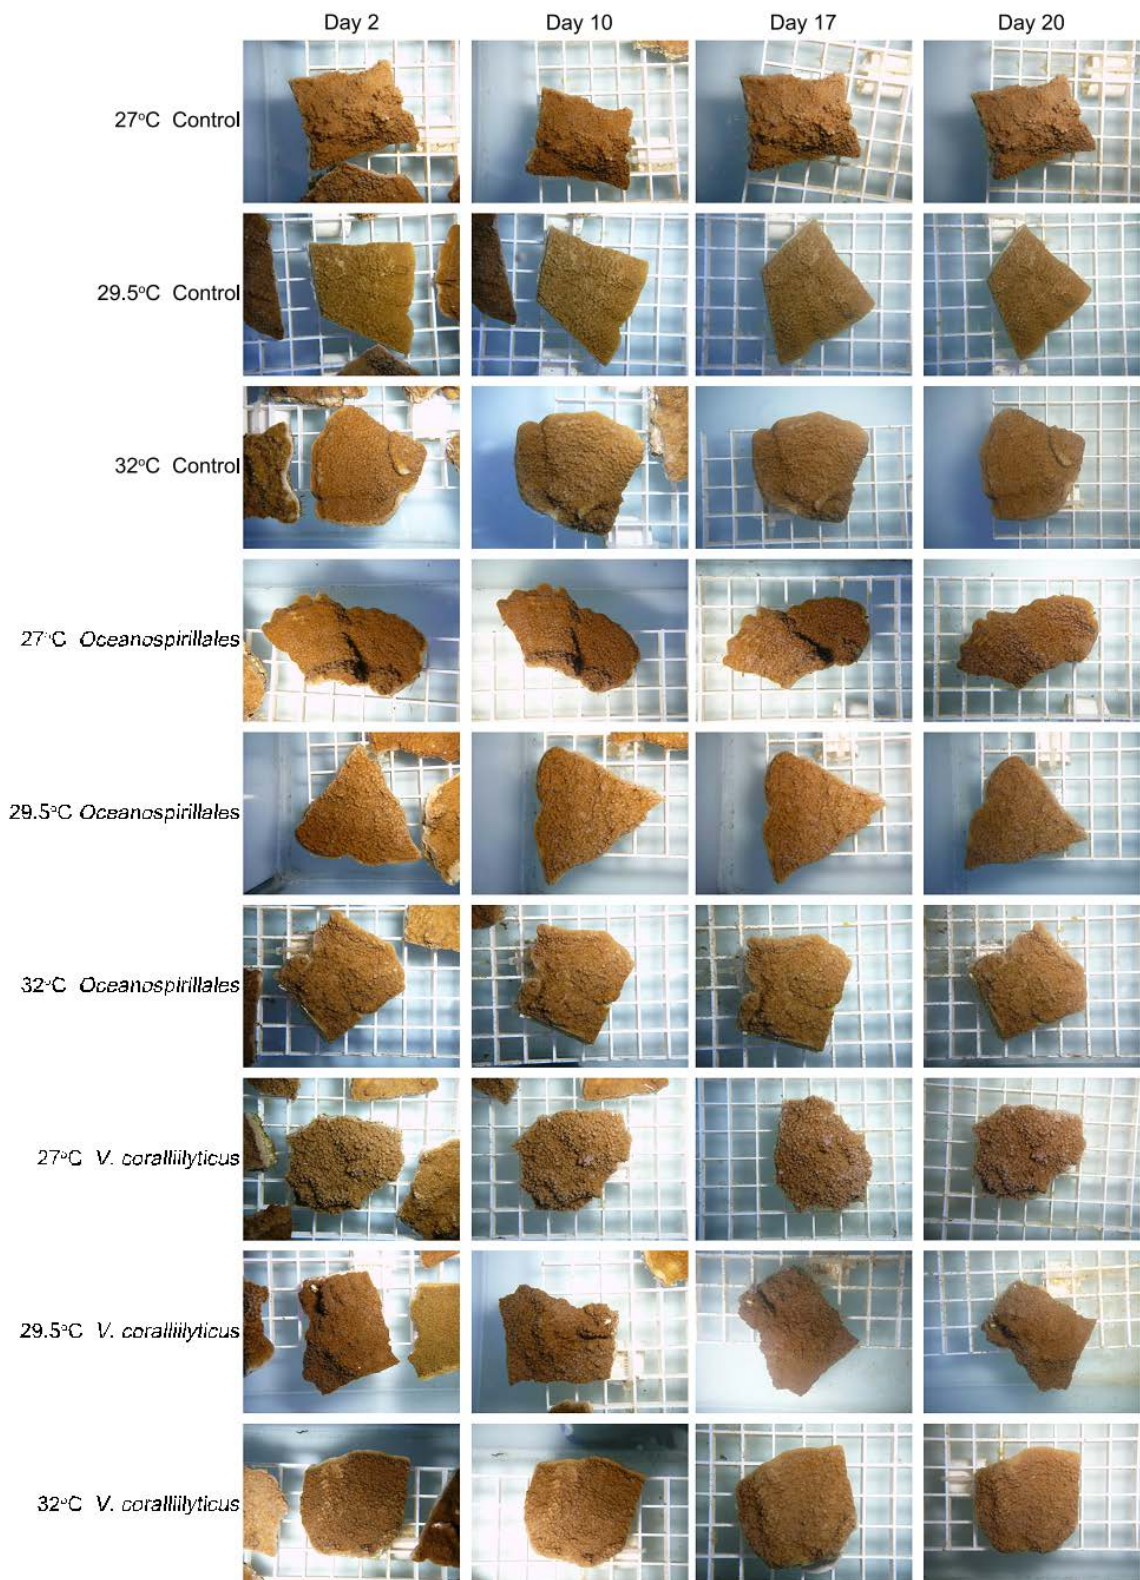 Day 2 Day 10 Day 17 Day 20
27°C Control
29.5°C Control
32°C Control
27°C Oceanospirillales
29.5°C Oceanospirillales
32°C Oceanospirillales
27°C V. coralliilyticus
29.5°C V. coralliilyticus
32°C V. coralliilyticus